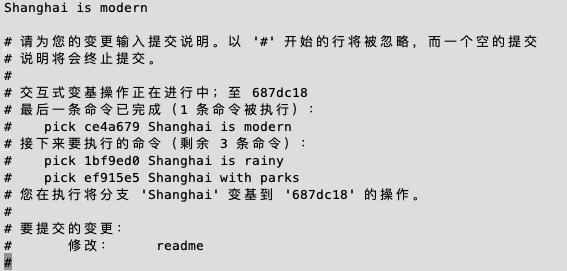 Shanghai is modern
# 请为您的变更输入提交说明。以 '#' 开始的行将被忽略，而一个空的提交
# 说明将会终止提交。
#
# 交互式变基操作正在进行中；至 687dc18
# 最后一条命令已完成（1 条命令被执行）：
#    pick ce4a679 Shanghai is modern
# 接下来要执行的命令（剩余 3 条命令）：
#    pick 1bf9ed0 Shanghai is rainy
#    pick ef915e5 Shanghai with parks
# 您在执行将分支 'Shanghai' 变基到 '687dc18' 的操作。
#
# 要提交的变更：
#       修改：     readme
#